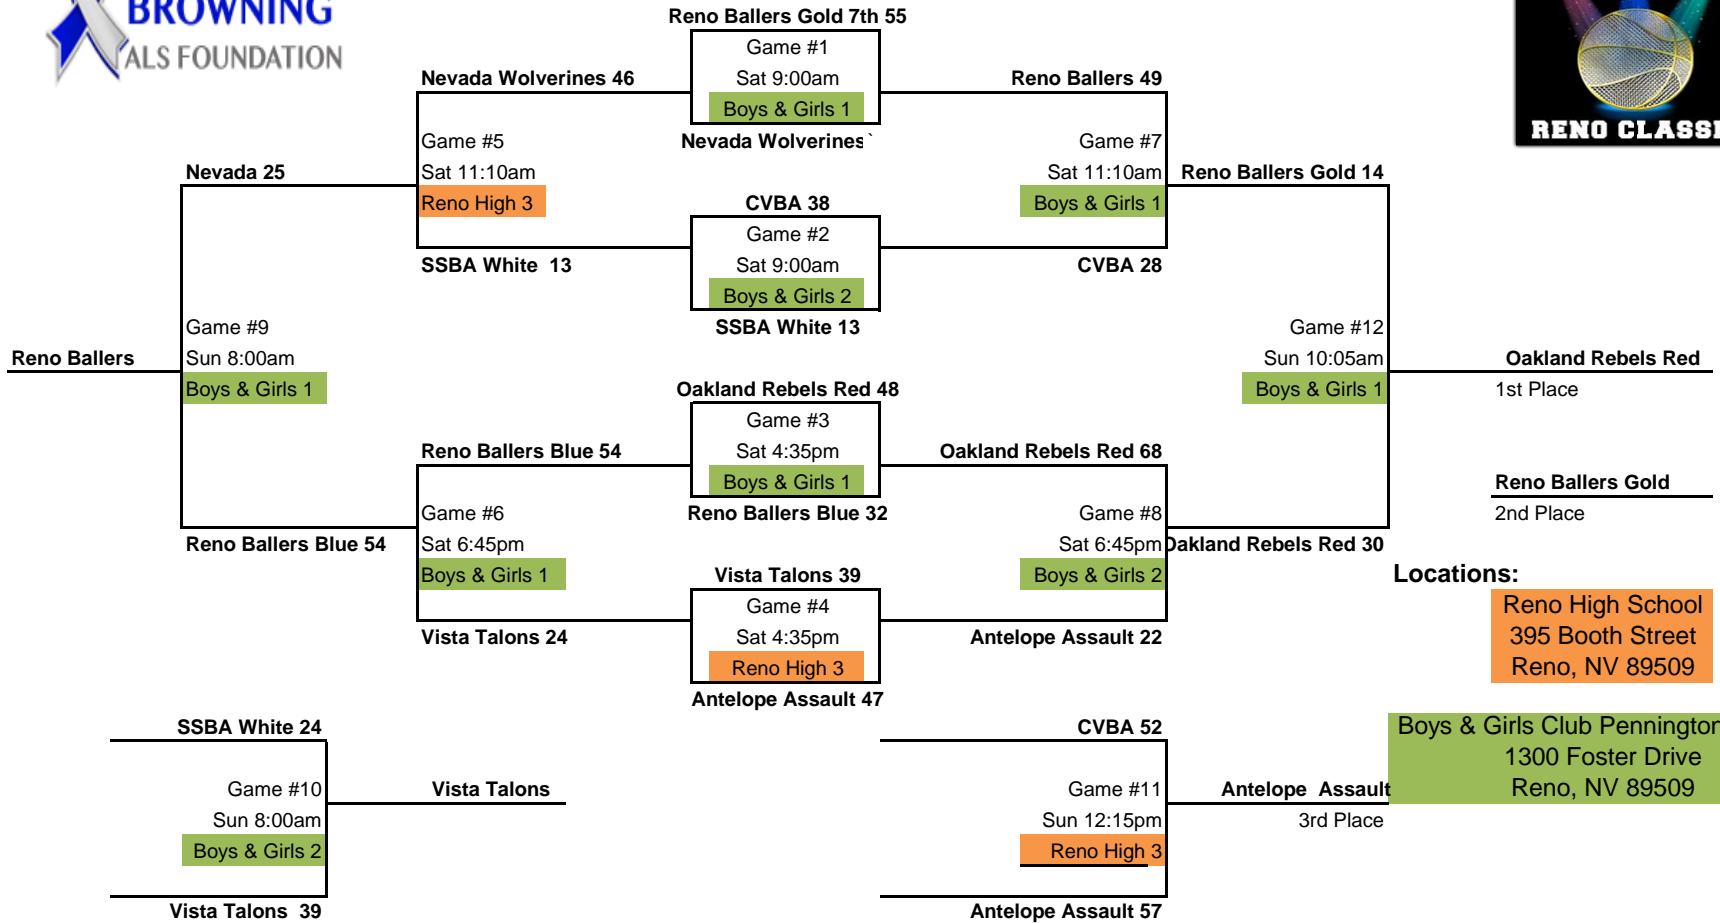 BROWNING
ALS FOUNDATION
RENO CLASSI
Reno Ballers Gold 7th 55
Game #1
Sat 9:00am
Boys & Girls 1
Nevada Wolverines`
Nevada Wolverines 46
Game #5
Sat 11:10am
Reno High 3
SSBA White  13
Reno Ballers 49
Game #7
Sat 11:10am
Boys & Girls 1
CVBA 28
CVBA 38
Game #2
Sat 9:00am
Boys & Girls 2
SSBA White 13
Nevada 25
Game #9
Sun 8:00am
Boys & Girls 1
Reno Ballers Blue 54
Reno Ballers
Reno Ballers Gold 14
Game #12
Sun 10:05am
Boys & Girls 1
Oakland Rebels Red 30
Oakland Rebels Red
1st Place
Reno Ballers Gold
2nd Place
Oakland Rebels Red 48
Game #3
Sat 4:35pm
Boys & Girls 1
Reno Ballers Blue 32
Reno Ballers Blue 54
Game #6
Sat 6:45pm
Boys & Girls 1
Vista Talons 24
Oakland Rebels Red 68
Game #8
Sat 6:45pm
Boys & Girls 2
Antelope Assault 22
Vista Talons 39
Game #4
Sat 4:35pm
Reno High 3
Antelope Assault 47
Locations:
Reno High School
395 Booth Street
Reno, NV 89509
Boys & Girls Club Pennington
1300 Foster Drive
Reno, NV 89509
SSBA White 24
Game #10
Sun 8:00am
Boys & Girls 2
Vista Talons  39
Vista Talons
CVBA 52
Game #11
Sun 12:15pm
Reno High 3
Antelope Assault 57
Antelope  Assault
3rd Place